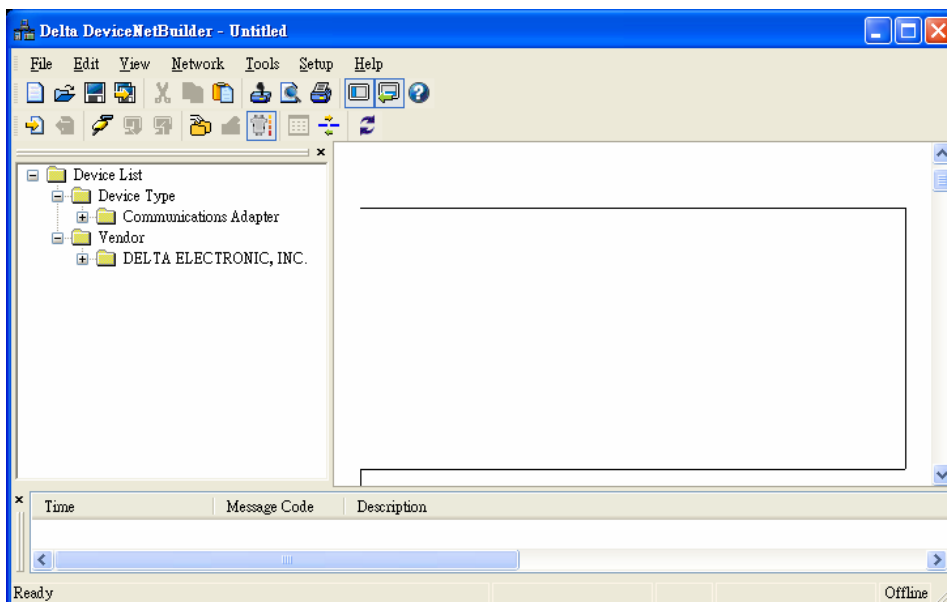 Delta DeviceNetBuilder - Untitled
File Edit View Network Tools Setup Help
Device List
Device Type
Communications Adapter
Vendor
DELTA ELECTRONIC, INC.
Time Message Code Description
Ready Offline